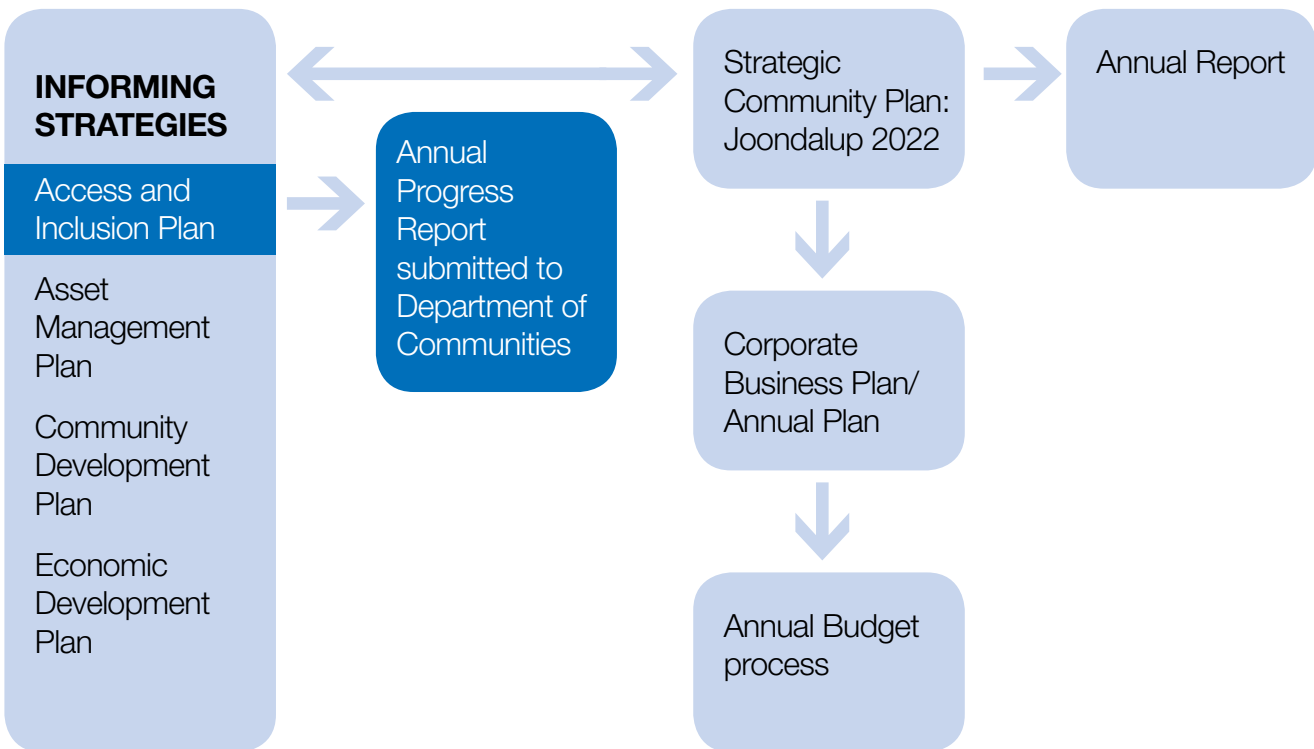 INFORMING
STRATEGIES
Access and
Inclusion Plan
Asset
Management
Plan
Community
Development
Plan
Economic
Development
Plan
Annual
Progress
Report
submitted to
Department of
Communities
Strategic
Community Plan:
Joondalup 2022
Annual Report
Corporate
Business Plan/
Annual Plan
Annual Budget
process